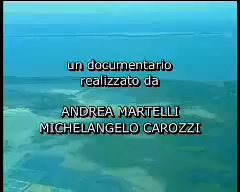 un documentario
realizzato da
ANDREA MARTELLI
MICHELANGELO CAROZZI